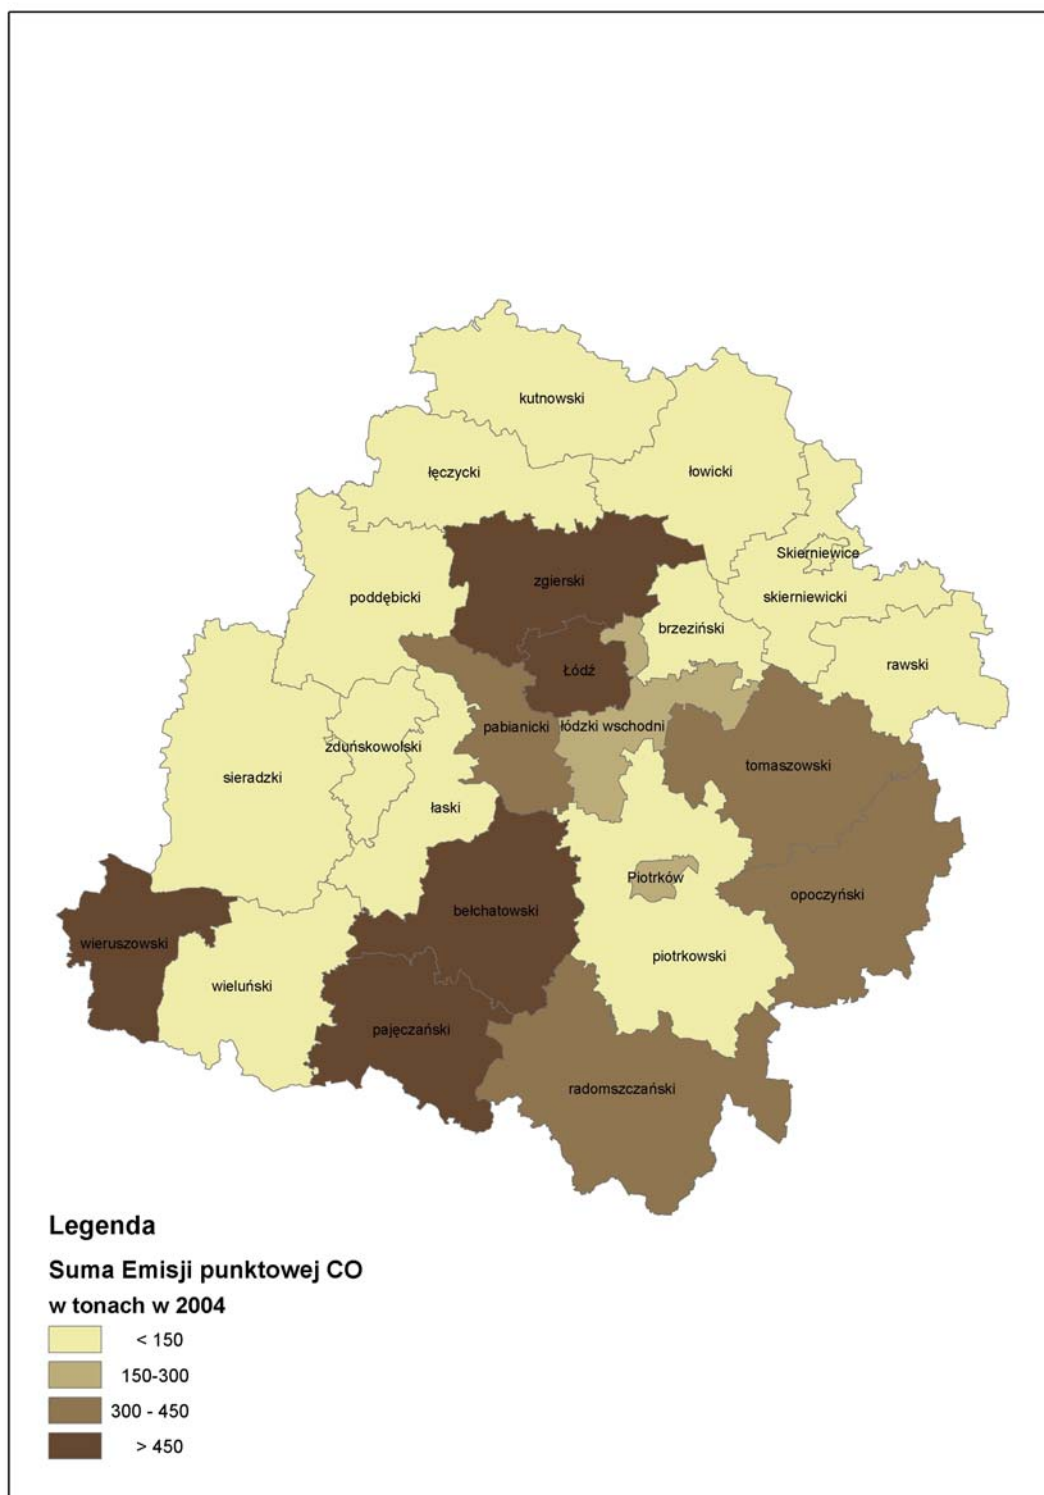 kutnowski
łęczycki
łowicki
Skierniewice
zgierski
poddębicki
skierniewicki
brzeziński
rawski
Łódź
pabianicki
łódzki wschodni
zduńskowolski
sieradzki
tomaszowski
łaski
Piotrków
opoczyński
bełchatowski
wieruszowski
piotrkowski
wieluński
pajęczański
radomszczański
Legenda
Suma Emisji punktowej CO
w tonach w 2004
< 150
150-300
300 - 450
> 450